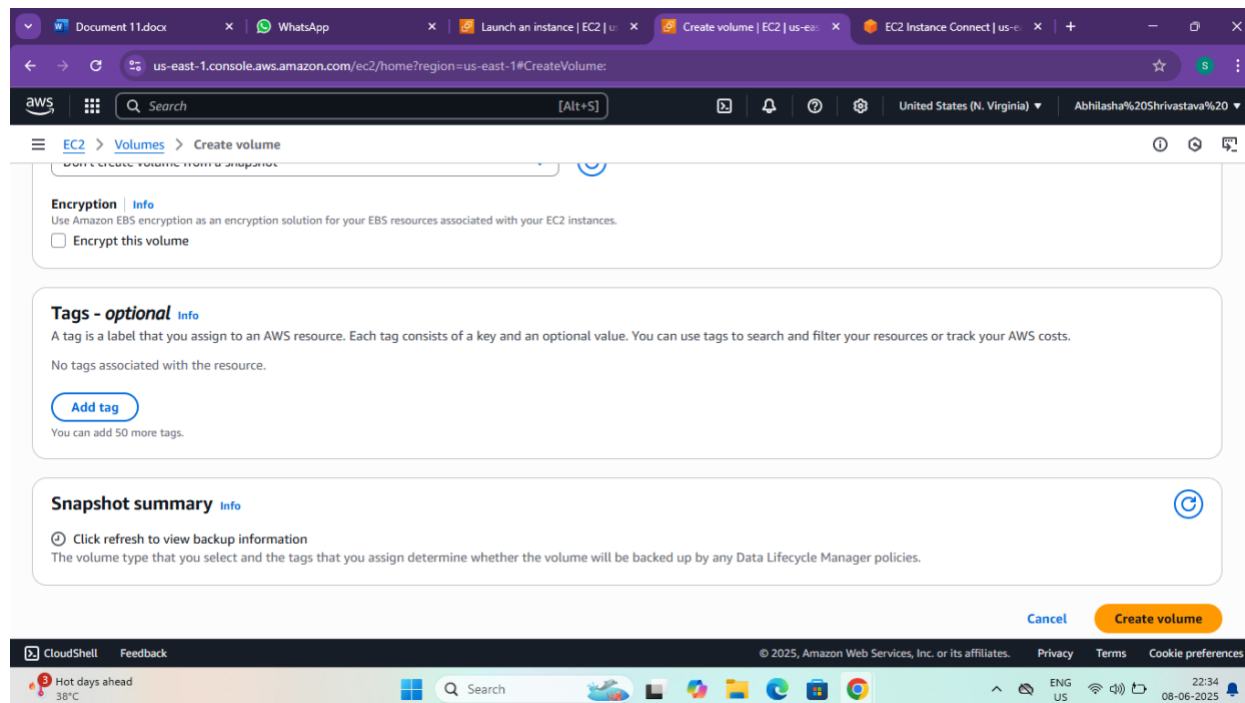 Document 11.docx
WhatsApp
Launch an instance | EC2 | u
Create volume | EC2 | us-eas
EC2 Instance Connect | us-e
us-east-1.console.aws.amazon.com/ec2/home?region=us-east-1#CreateVolume:
S
aws
Search
[Alt+S]
United States (N. Virginia)
Abhilasha%20Shrivastava%20
EC2 > Volumes > Create volume
Don't create volume from a snapshot
Encryption | Info
Use Amazon EBS encryption as an encryption solution for your EBS resources associated with your EC2 instances.
Encrypt this volume
Tags - optional Info
A tag is a label that you assign to an AWS resource. Each tag consists of a key and an optional value. You can use tags to search and filter your resources or track your AWS costs.
No tags associated with the resource.
Add tag
You can add 50 more tags.
Snapshot summary Info
Click refresh to view backup information
The volume type that you select and the tags that you assign determine whether the volume will be backed up by any Data Lifecycle Manager policies.
Cancel
Create volume
CloudShell Feedback
© 2025, Amazon Web Services, Inc. or its affiliates. Privacy Terms Cookie preferences
3
Hot days ahead
38°C
Search
ENG
US
22:34
08-06-2025